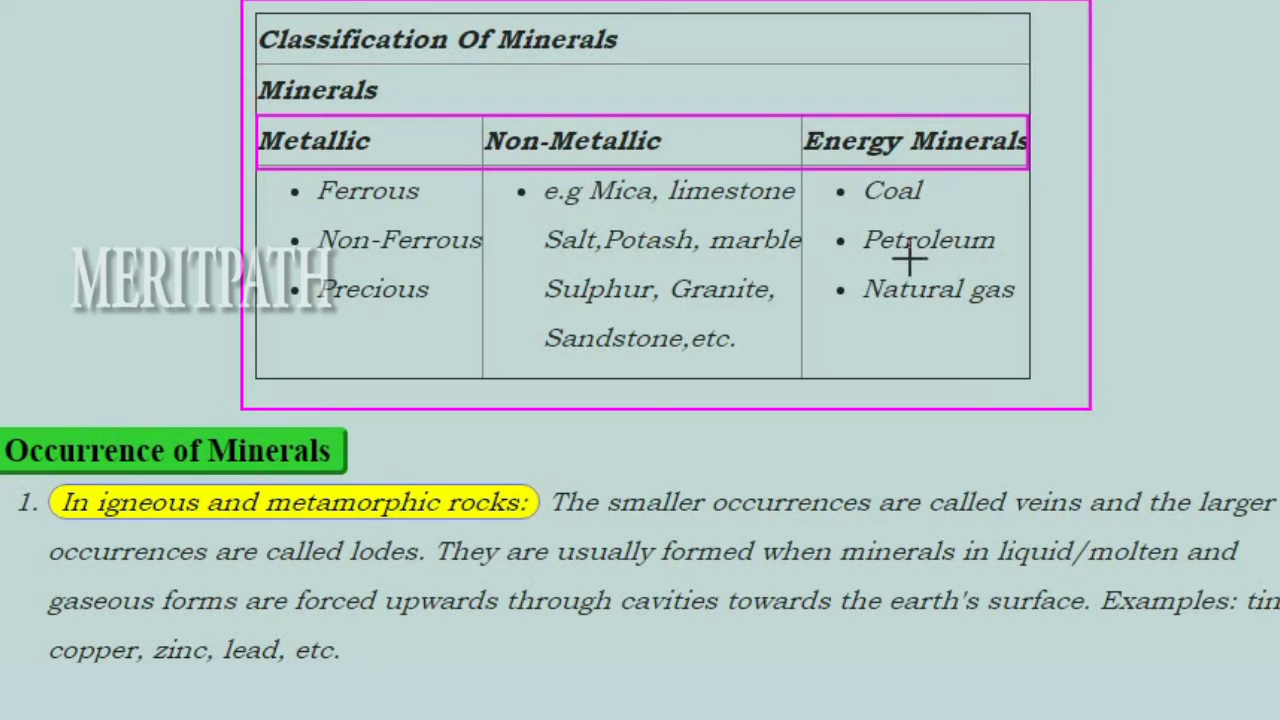 Classification Of Minerals
Minerals
Metallic Non-Metallic Energy Minerals
• Ferrous • e.g Mica, limestone • Coal
• Non-Ferrous Salt,Potash, marble • Petroleum
MERITPATH
• Precious Sulphur, Granite, • Natural gas
Sandstone,etc.
Occurrence of Minerals
1. In igneous and metamorphic rocks: The smaller occurrences are called veins and the larger
occurrences are called lodes. They are usually formed when minerals in liquid/molten and
gaseous forms are forced upwards through cavities towards the earth's surface. Examples: tin
copper, zinc, lead, etc.